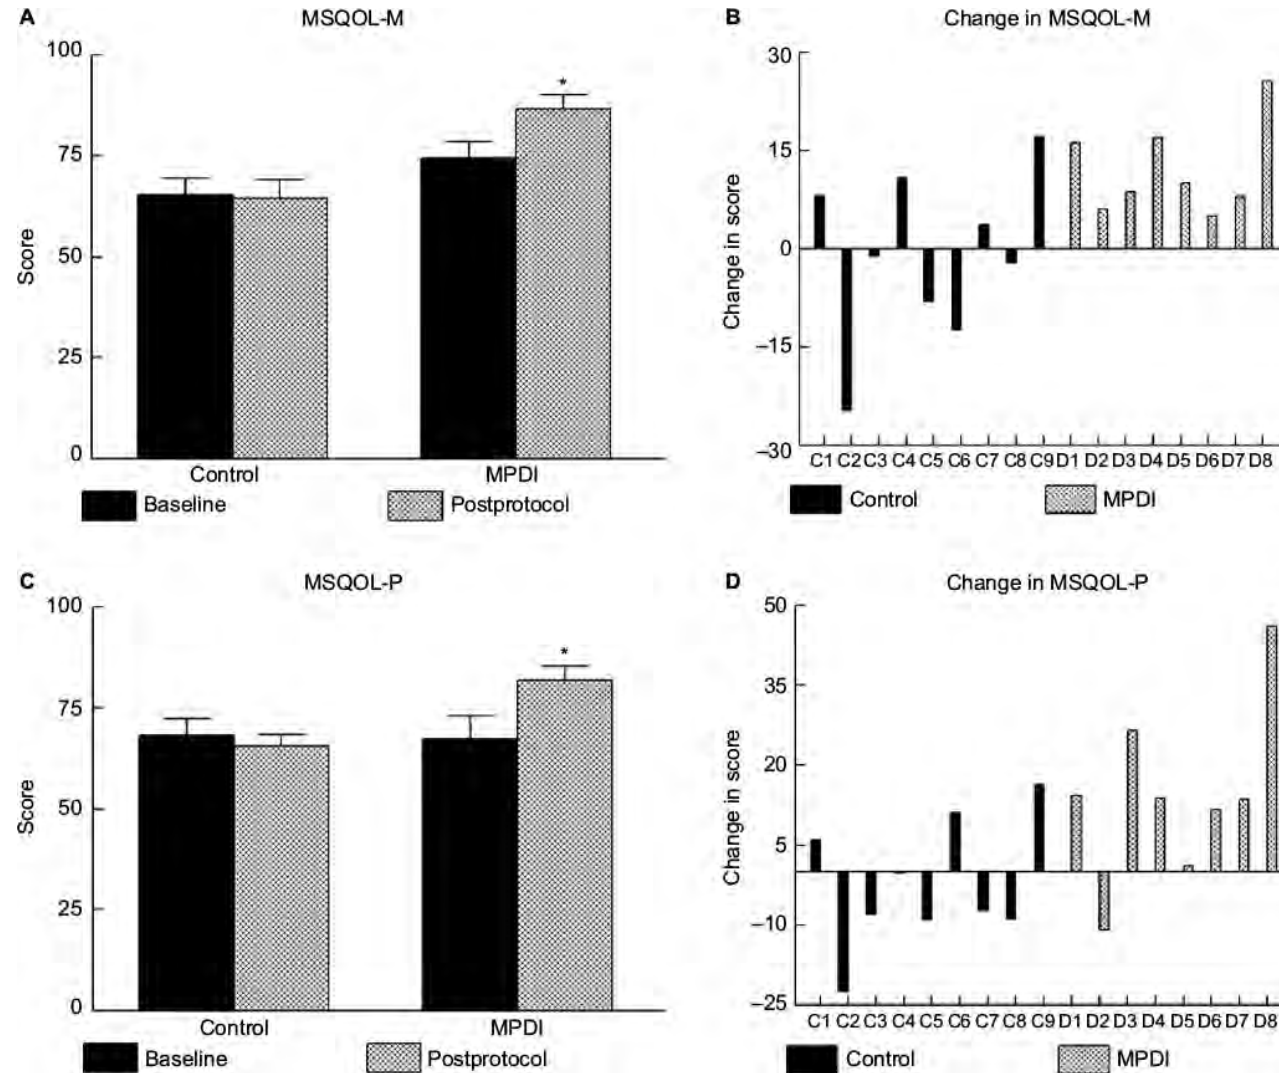 A MSQOL-M
100
75
50
25
0
Score
*
Control MPDI
Baseline Postprotocol
B Change in MSQOL-M
30
15
0
–15
–30
Change in score
C1 C2 C3 C4 C5 C6 C7 C8 C9 D1 D2 D3 D4 D5 D6 D7 D8
Control MPDI
C MSQOL-P
100
75
50
25
0
Score
*
Control MPDI
Baseline Postprotocol
D Change in MSQOL-P
50
35
20
5
–10
–25
Change in score
C1 C2 C3 C4 C5 C6 C7 C8 C9 D1 D2 D3 D4 D5 D6 D7 D8
Control MPDI